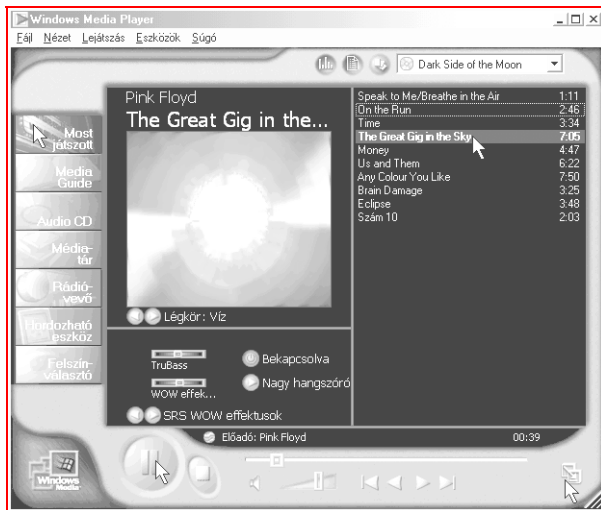 Windows Media Player
Fájl Nézet Lejátszás Eszközök Súgó
Dark Side of the Moon
Pink Floyd
The Great Gig in the...
Speak to Me/Breathe in the Air 1:11
On the Run 2:46
Time 3:34
The Great Gig in the Sky 7:05
Money 4:47
Us and Them 6:22
Any Colour You Like 7:50
Brain Damage 3:25
Eclipse 3:48
Szám 10 2:03
Most
játszott
Media
Guide
Audio CD
Média-
tár
Rádió-
vevő
Hordozható
eszköz
Felszín-
választó
Légkör: Víz
TruBass
Bekapcsolva
WOW effek...
Nagy hangszóró
SRS WOW effektusok
Előadó: Pink Floyd 00:39
Windows
Media